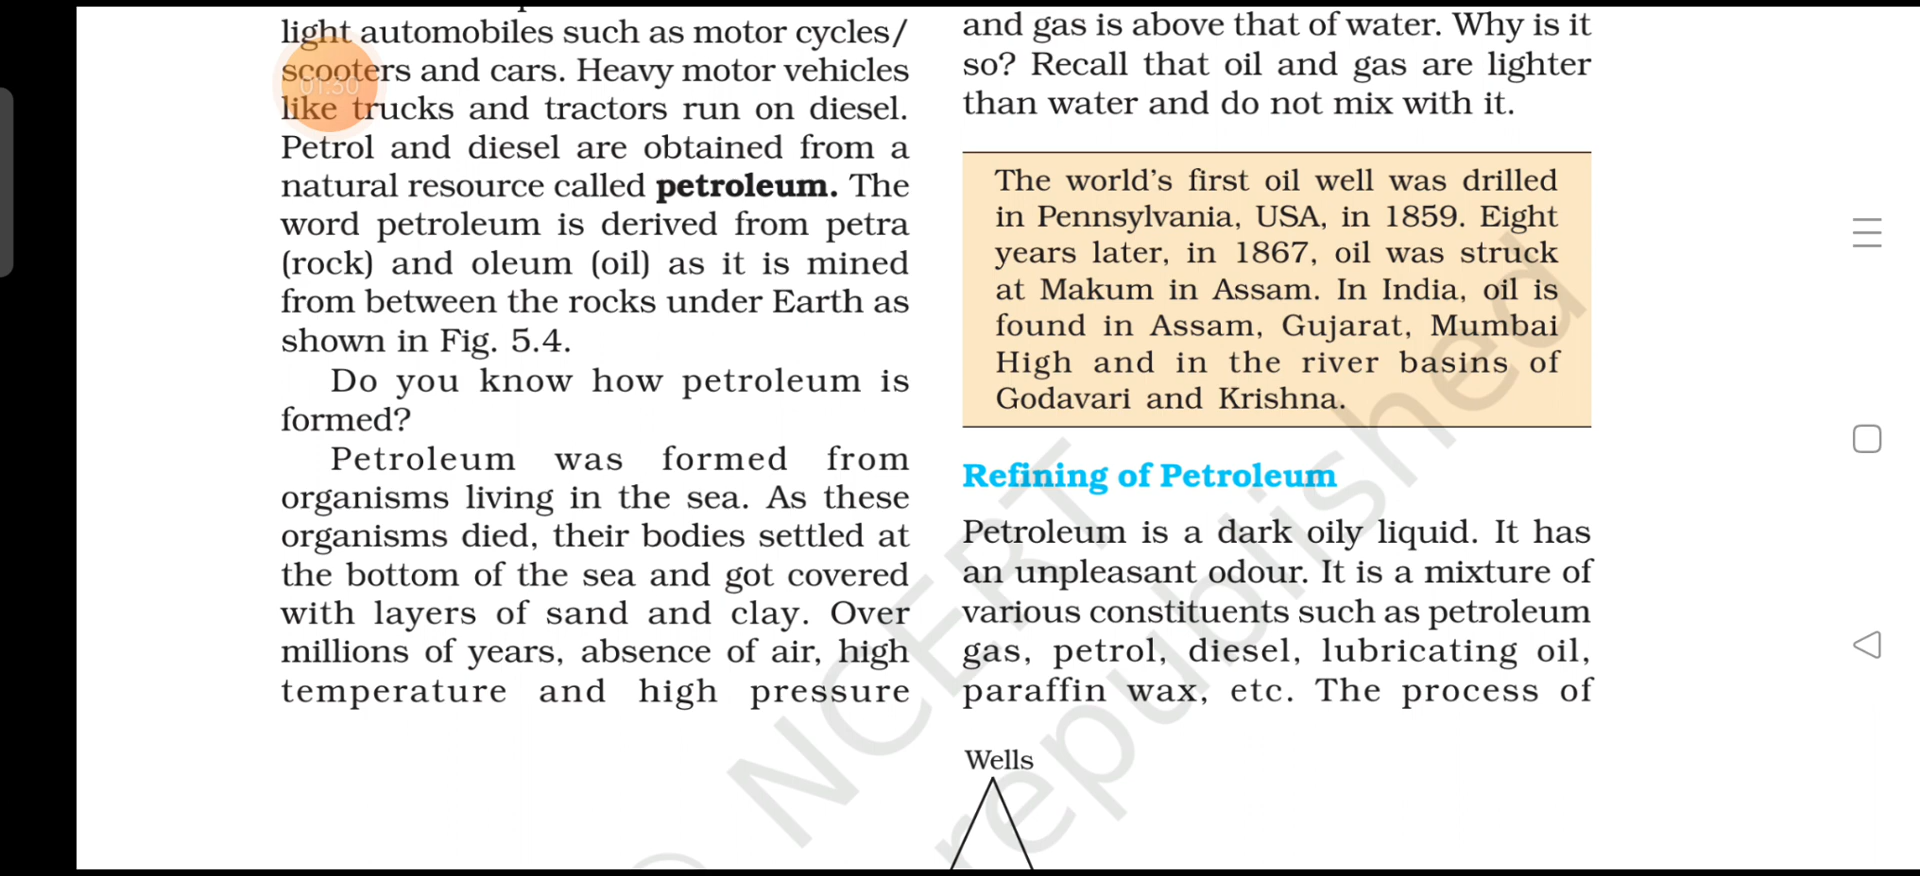 light automobiles such as motor cycles/
scooters and cars. Heavy motor vehicles
like trucks and tractors run on diesel.
Petrol and diesel are obtained from a
natural resource called petroleum. The
word petroleum is derived from petra
(rock) and oleum (oil) as it is mined
from between the rocks under Earth as
shown in Fig. 5.4.
Do you know how petroleum is
formed?
Petroleum was formed from
organisms living in the sea. As these
organisms died, their bodies settled at
the bottom of the sea and got covered
with layers of sand and clay. Over
millions of years, absence of air, high
temperature and high pressure
and gas is above that of water. Why is it
so? Recall that oil and gas are lighter
than water and do not mix with it.
The world's first oil well was drilled
in Pennsylvania, USA, in 1859. Eight
years later, in 1867, oil was struck
at Makum in Assam. In India, oil is
found in Assam, Gujarat, Mumbai
High and in the river basins of
Godavari and Krishna.
Refining of Petroleum
Petroleum is a dark oily liquid. It has
an unpleasant odour. It is a mixture of
various constituents such as petroleum
gas, petrol, diesel, lubricating oil,
paraffin wax, etc. The process of
Wells
01:30
© NCERT
republished